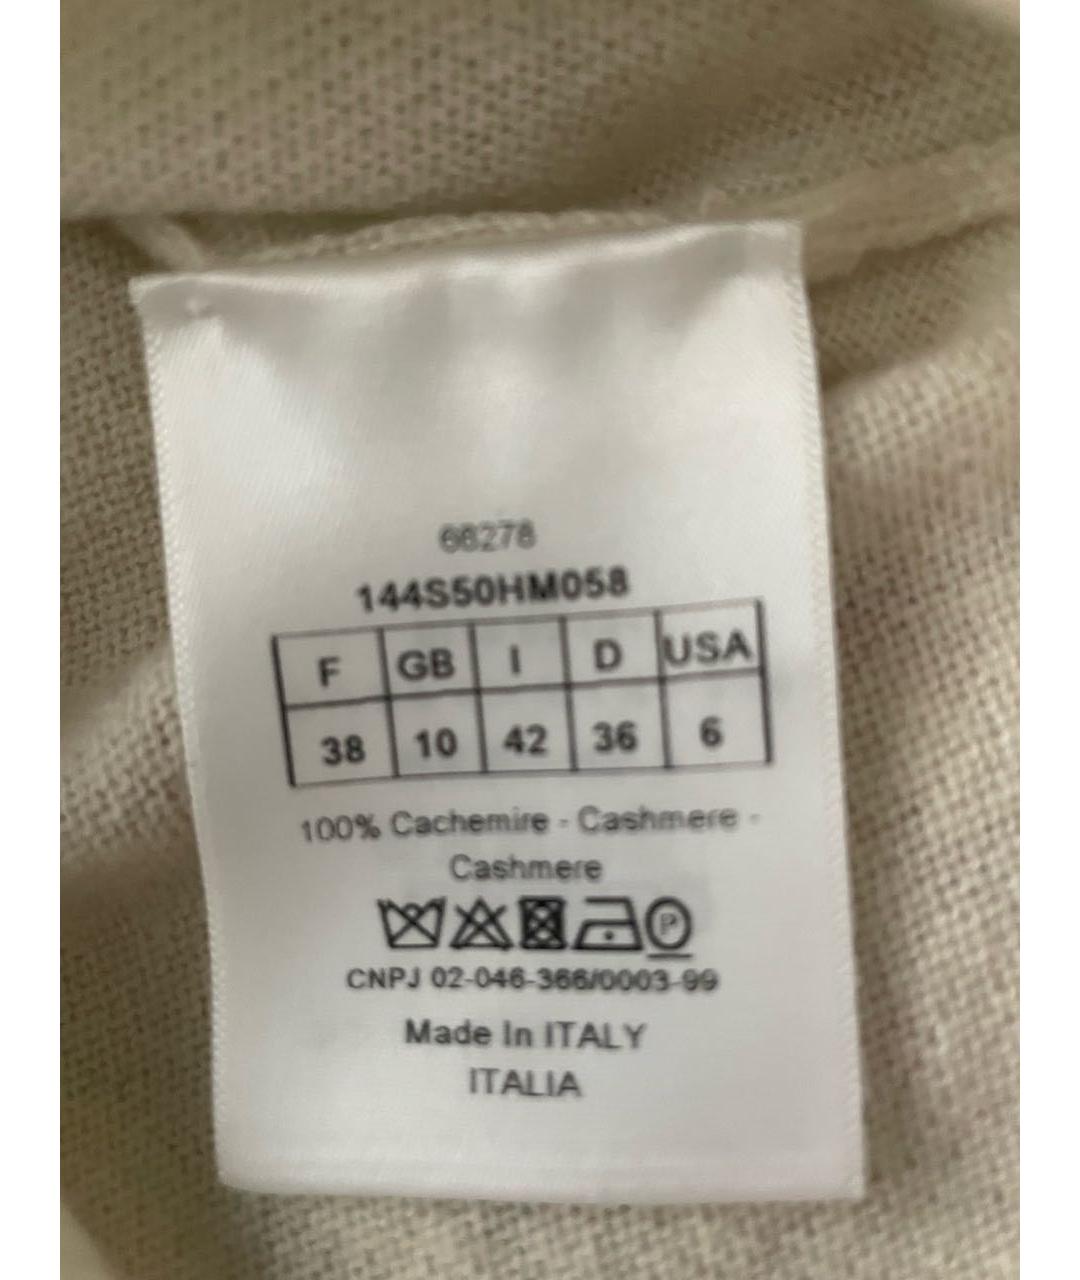 66278
144S50HM058
F GB I D USA
38 10 42 36 6
100% Cachemire - Cashmere -
Cashmere
P
CNPJ 02-046-366/0003-99
Made In ITALY
ITALIA